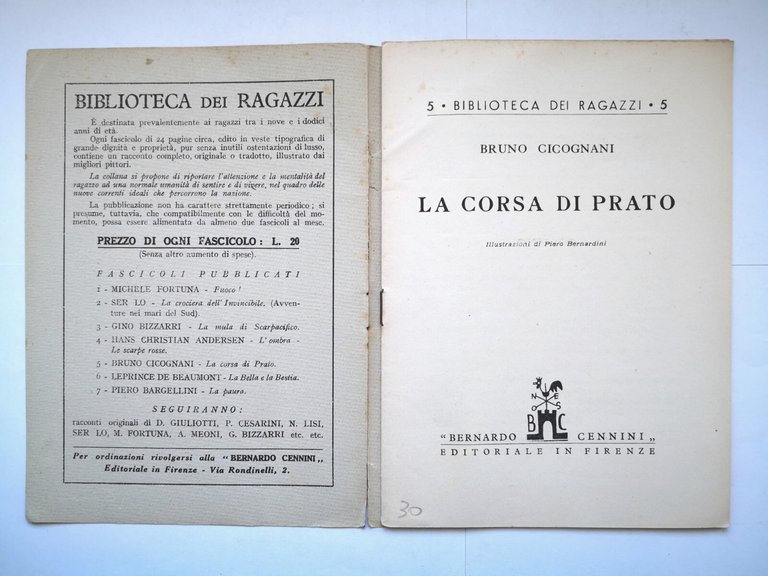 BIBLIOTECA DEI RAGAZZI
È destinata prevalentemente ai ragazzi tra i nove e i dodici
anni di età.
Ogni fascicolo di 24 pagine circa, edito in veste tipografica di
grande dignità e proprietà, pur senza inutili ostentazioni di lusso,
contiene un racconto completo, originale o tradotto, illustrato dai
migliori pittori.
La collana si propone di riportare l'attenzione e la mentalità del
ragazzo ad una normale umanità di sentire e di vivere, nel quadro delle
nuove correnti ideali che percorrono la nazione.
La pubblicazione non ha carattere strettamente periodico; si
presume, tuttavia, che compatibilmente con le difficoltà del mo-
mento, possa essere alimentata da almeno due fascicoli al mese.
PREZZO DI OGNI FASCICOLO: L. 20
(Senza altro aumento di spese).
FASCICOLI PUBBLICATI
1 - MICHELE FORTUNA - Fuoco!
2 - SER LO - La crociera dell'Invincibile. (Avven-
ture nei mari del Sud).
3 - GINO BIZZARRI - La mula di Scarpacifico.
4 - HANS CHRISTIAN ANDERSEN - L'ombra -
Le scarpe rosse.
5 - BRUNO CICOGNANI - La corsa di Prato.
6 - LEPRINCE DE BEAUMONT - La Bella e la Bestia.
7 - PIERO BARGELLINI - La paura.
SEGUIRANNO:
racconti originali di D. GIULIOTTI, P. CESARINI, N. LISI,
SER LO, M. FORTUNA, A. MEONI, G. BIZZARRI etc. etc.
Per ordinazioni rivolgersi alla "BERNARDO CENNINI„
Editoriale in Firenze - Via Rondinelli, 2.
5 • BIBLIOTECA DEI RAGAZZI • 5
BRUNO CICOGNANI
LA CORSA DI PRATO
Illustrazioni di Piero Bernardini
N E
O S
B C
"BERNARDO CENNINI„
EDITORIALE IN FIRENZE
30